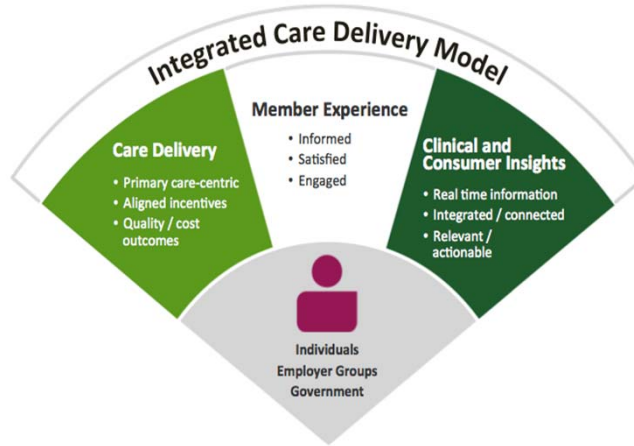 Integrated Care Delivery Model
Care Delivery
• Primary care-centric
• Aligned incentives
• Quality / cost
outcomes
Member Experience
• Informed
• Satisfied
• Engaged
Clinical and
Consumer Insights
• Real time information
• Integrated / connected
• Relevant /
actionable
Individuals
Employer Groups
Government